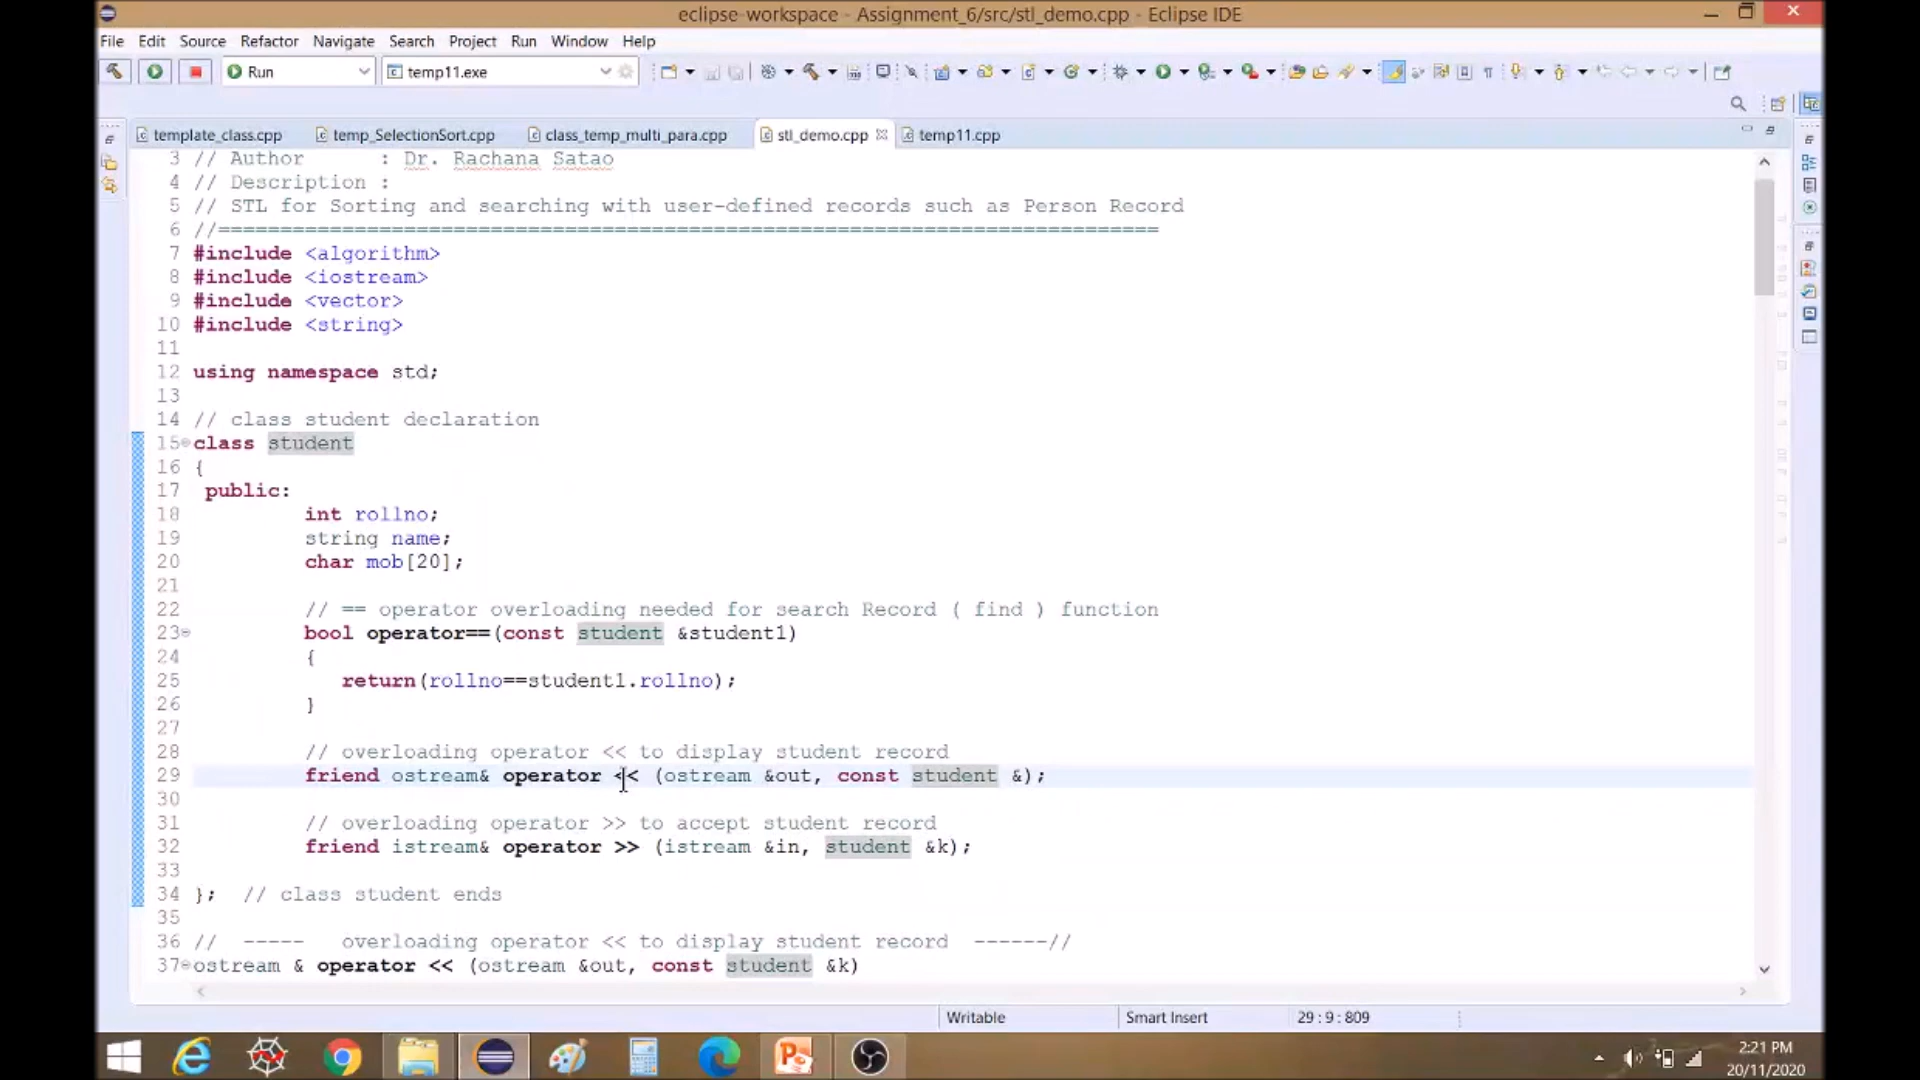 eclipse-workspace - Assignment_6/src/stl_demo.cpp - Eclipse IDE
File Edit Source Refactor Navigate Search Project Run Window Help
Run temp11.exe
template_class.cpp temp_SelectionSort.cpp class_temp_multi_para.cpp stl_demo.cpp temp11.cpp
3 // Author : Dr. Rachana Satao
4 // Description :
5 // STL for Sorting and searching with user-defined records such as Person Record
6 //============================================================================
7 #include <algorithm>
8 #include <iostream>
9 #include <vector>
10 #include <string>
11
12 using namespace std;
13
14 // class student declaration
15 class student
16 {
17 public:
18 int rollno;
19 string name;
20 char mob[20];
21
22 // == operator overloading needed for search Record ( find ) function
23 bool operator==(const student &student1)
24 {
25 return(rollno==student1.rollno);
26 }
27
28 // overloading operator << to display student record
29 friend ostream& operator << (ostream &out, const student &);
30
31 // overloading operator >> to accept student record
32 friend istream& operator >> (istream &in, student &k);
33
34 }; // class student ends
35
36 // ----- overloading operator << to display student record ------//
37 ostream & operator << (ostream &out, const student &k)
Writable Smart Insert 29 : 9 : 809
2:21 PM
20/11/2020